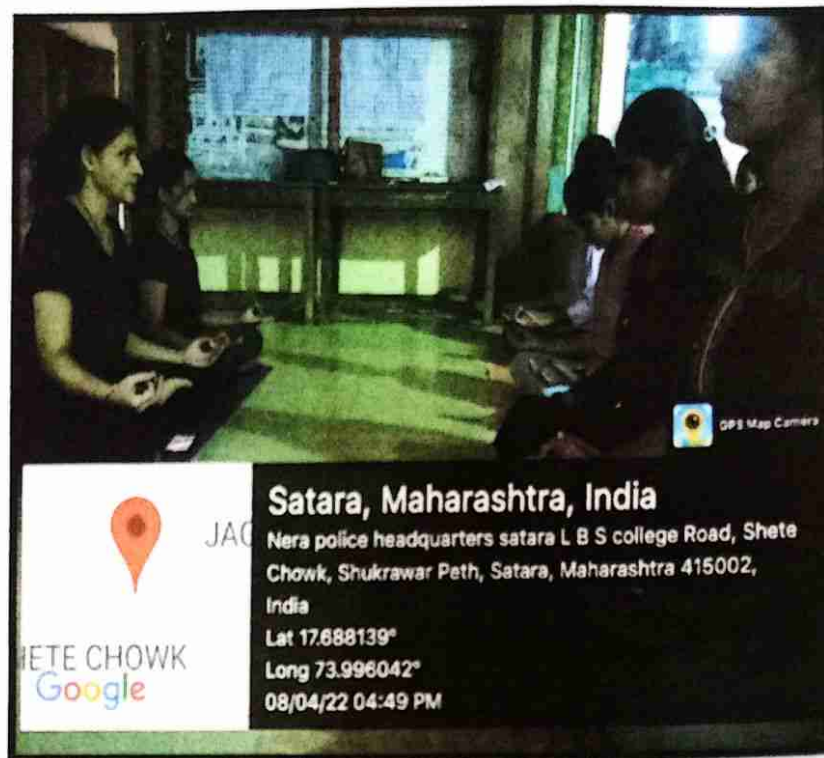 GPS Map Camera
JAC
HETE CHOWK
Google
Satara, Maharashtra, India
Nera police headquarters satara L B S college Road, Shete
Chowk, Shukrawar Peth, Satara, Maharashtra 415002,
India
Lat 17.688139°
Long 73.996042°
08/04/22 04:49 PM